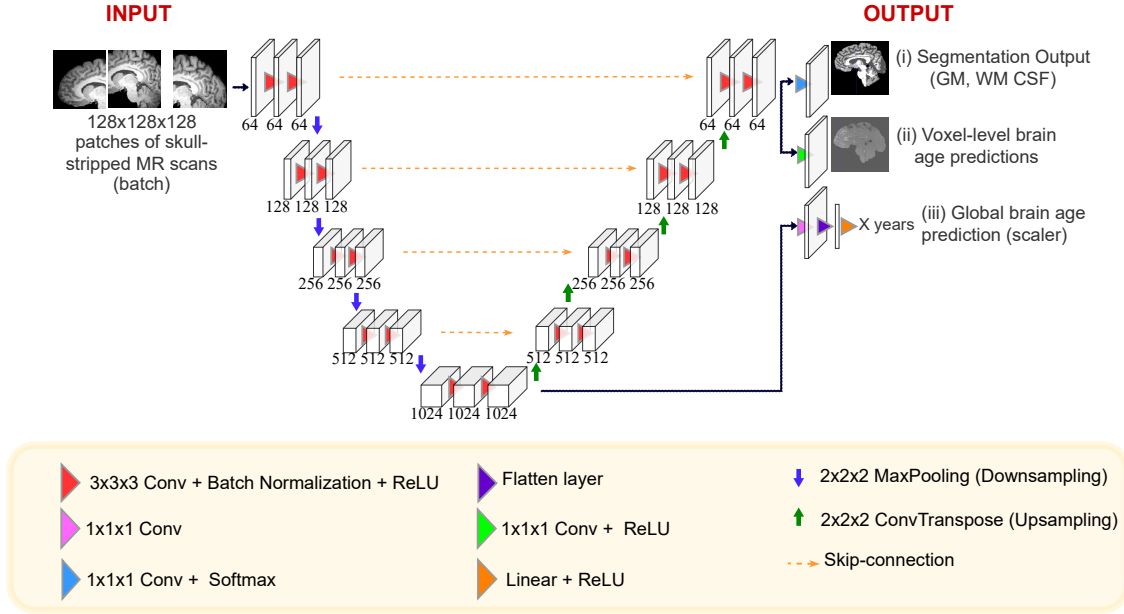 INPUT
OUTPUT
128x128x128
patches of skull-
stripped MR scans
(batch)
64 64 64
128 128 128
256 256 256
512 512 512
1024 1024 1024
512 512 512
256 256 256
128 128 128
64 64 64
(i) Segmentation Output
(GM, WM CSF)
(ii) Voxel-level brain
age predictions
X years
(iii) Global brain age
prediction (scaler)
3x3x3 Conv + Batch Normalization + ReLU
1x1x1 Conv
1x1x1 Conv + Softmax
Flatten layer
1x1x1 Conv + ReLU
Linear + ReLU
2x2x2 MaxPooling (Downsampling)
2x2x2 ConvTranspose (Upsampling)
Skip-connection